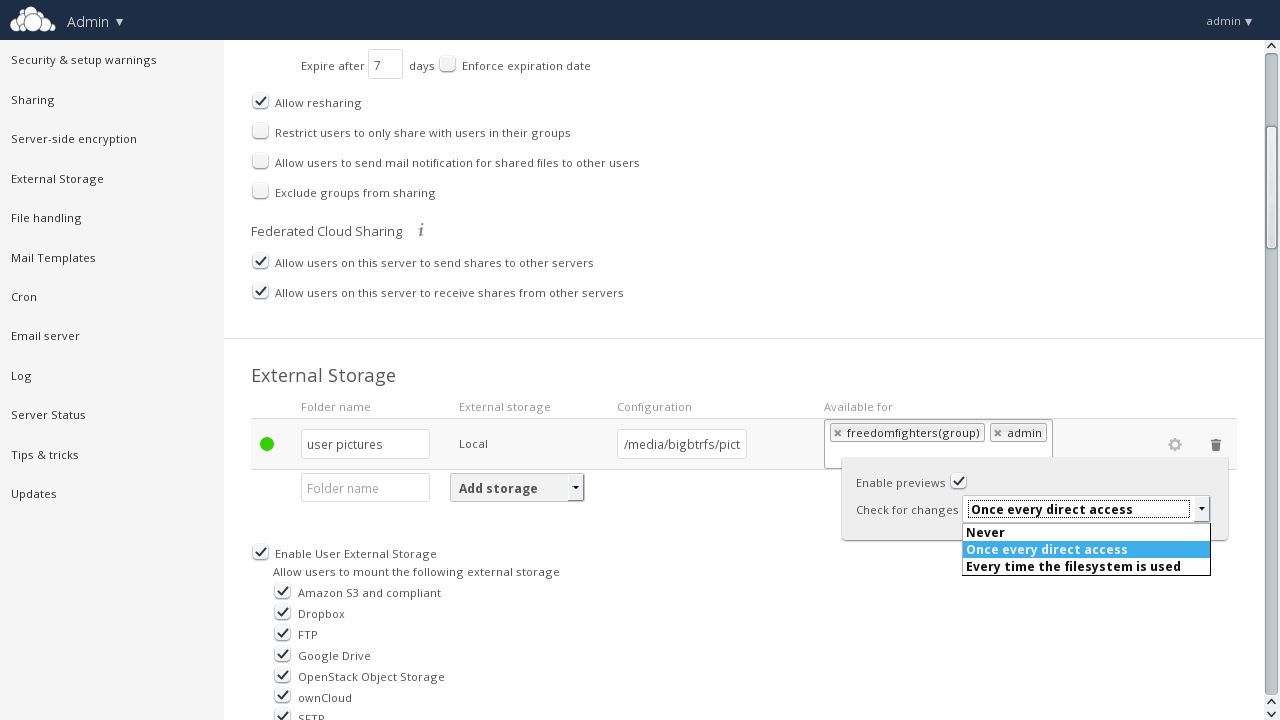 Admin ▼
admin ▼
Security & setup warnings
Sharing
Server-side encryption
External Storage
File handling
Mail Templates
Cron
Email server
Log
Server Status
Tips & tricks
Updates
Expire after 7 days Enforce expiration date
Allow resharing
Restrict users to only share with users in their groups
Allow users to send mail notification for shared files to other users
Exclude groups from sharing
Federated Cloud Sharing i
Allow users on this server to send shares to other servers
Allow users on this server to receive shares from other servers
External Storage
Folder name External storage Configuration Available for
user pictures Local /media/bigbtrfs/pict freedomfighters(group) admin
Folder name Add storage
Enable previews
Check for changes Once every direct access
Never
Once every direct access
Every time the filesystem is used
Enable User External Storage
Allow users to mount the following external storage
Amazon S3 and compliant
Dropbox
FTP
Google Drive
OpenStack Object Storage
ownCloud
SFTP